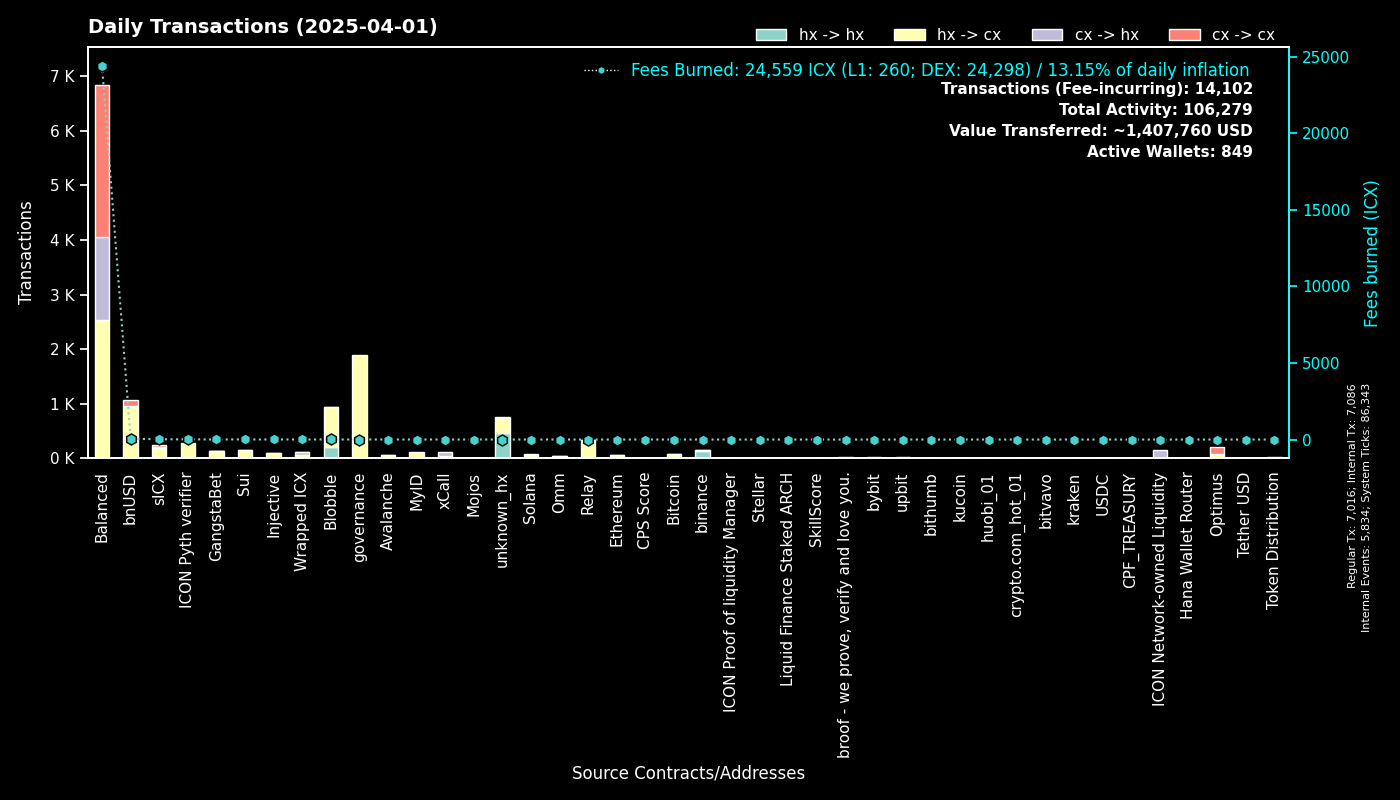 Daily Transactions (2025-04-01)
hx -> hx
hx -> cx
cx -> hx
cx -> cx
Fees Burned: 24,559 ICX (L1: 260; DEX: 24,298) / 13.15% of daily inflation
Transactions (Fee-incurring): 14,102
Total Activity: 106,279
Value Transferred: ~1,407,760 USD
Active Wallets: 849
Transactions
7 K
6 K
5 K
4 K
3 K
2 K
1 K
0 K
25000
20000
15000
10000
5000
0
Fees burned (ICX)
Regular Tx: 7,016; Internal Tx: 7,086
Internal Events: 5,834; System Ticks: 86,343
Balanced
bnUSD
sICX
ICON Pyth verifier
GangstaBet
Sui
Injective
Wrapped ICX
Blobble
governance
Avalanche
MyID
xCall
Mojos
unknown_hx
Solana
Omm
Relay
Ethereum
CPS Score
Bitcoin
binance
ICON Proof of liquidity Manager
Stellar
Liquid Finance Staked ARCH
SkillScore
broof - we prove, verify and love you.
bybit
upbit
bithumb
kucoin
huobi_01
crypto.com_hot_01
bitvavo
kraken
USDC
CPF_TREASURY
ICON Network-owned Liquidity
Hana Wallet Router
Optimus
Tether USD
Token Distribution
Source Contracts/Addresses